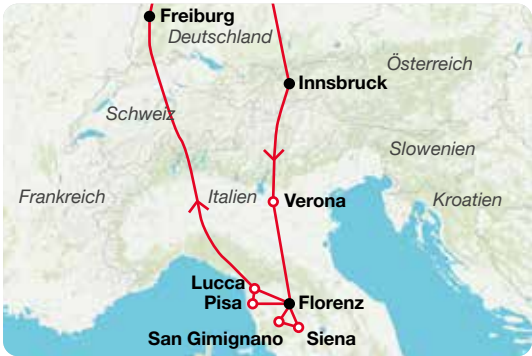 Freiburg
Deutschland
Innsbruck
Österreich
Schweiz
Slowenien
Frankreich
Italien
Verona
Kroatien
Lucca
Pisa
Florenz
San Gimignano
Siena